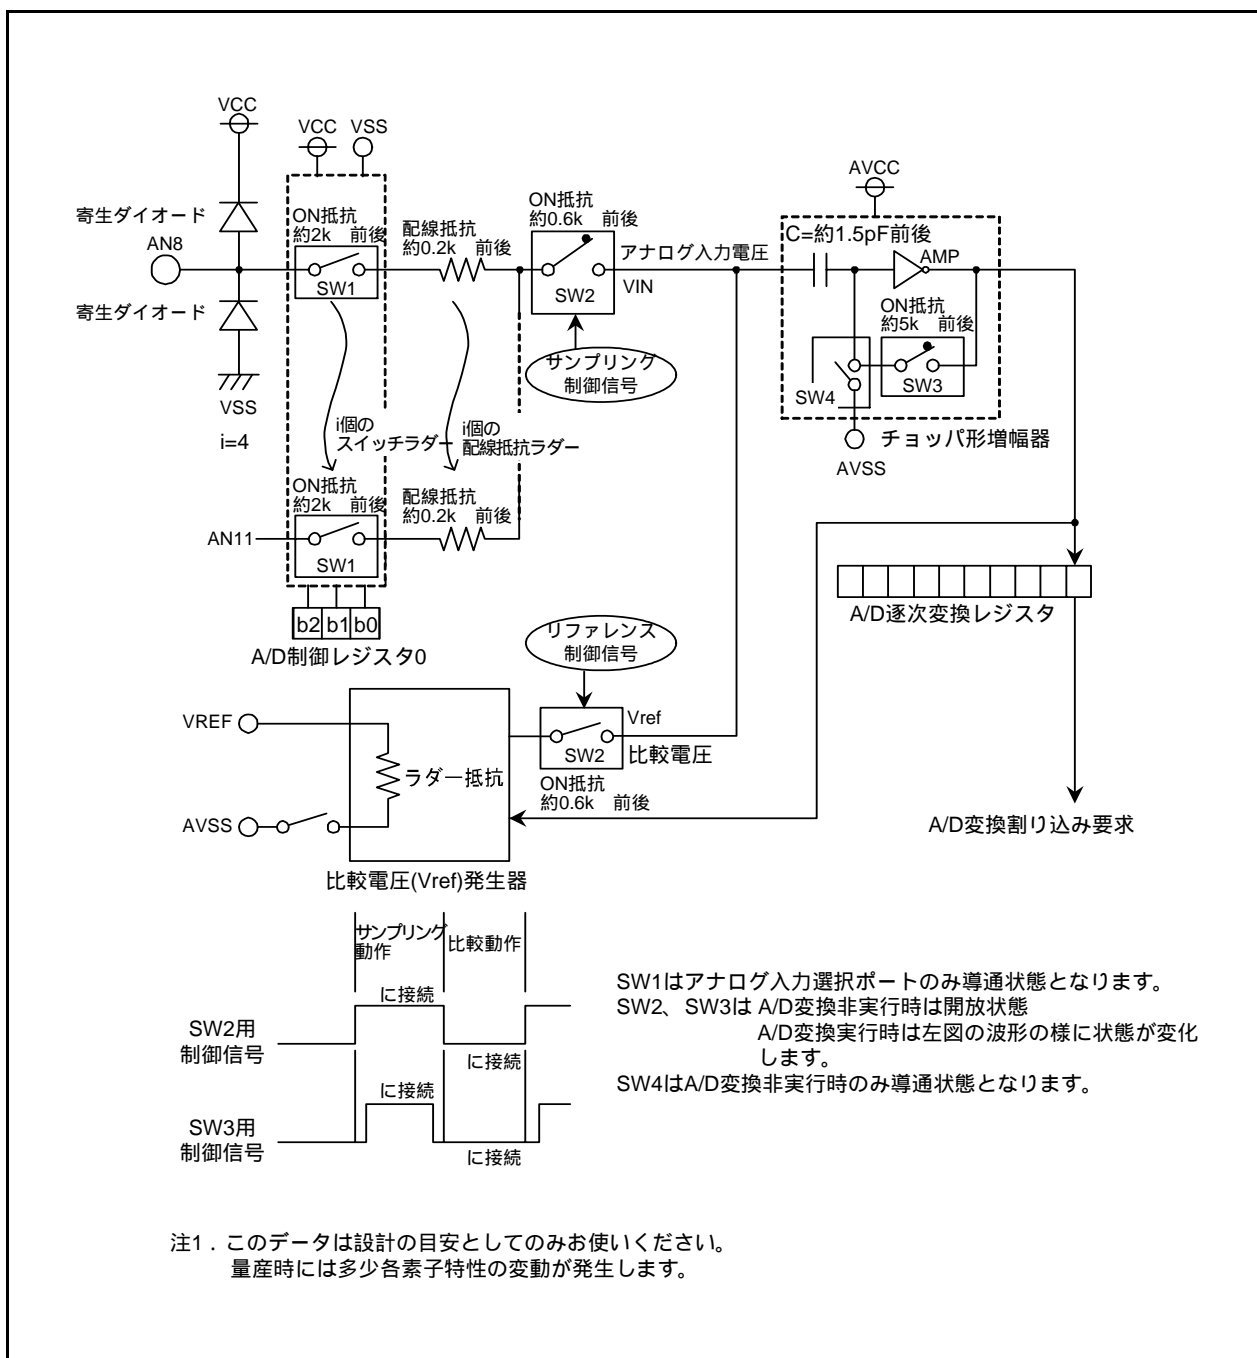 VCC
VCC
VSS
寄生ダイオード
AN8
寄生ダイオード
VSS
i=4
ON抵抗
約2k 前後
SW1
配線抵抗
約0.2k 前後
ON抵抗
約0.6k 前後
SW2
アナログ入力電圧
VIN
サンプリング
制御信号
AVCC
C=約1.5pF前後
AMP
ON抵抗
約5k 前後
SW3
SW4
AVSS
チョッパ形増幅器
i個の
スイッチラダー
i個の
配線抵抗ラダー
ON抵抗
約2k 前後
AN11
SW1
配線抵抗
約0.2k 前後
b2 b1 b0
A/D制御レジスタ0
A/D逐次変換レジスタ
リファレンス
制御信号
VREF
AVSS
ラダー抵抗
Vref
SW2
比較電圧
ON抵抗
約0.6k 前後
A/D変換割り込み要求
比較電圧(Vref)発生器
サンプリング
動作
比較動作
SW2用
制御信号
に接続
に接続
SW3用
制御信号
に接続
に接続
SW1はアナログ入力選択ポートのみ導通状態となります。
SW2、SW3は A/D変換非実行時は開放状態
A/D変換実行時は左図の波形の様に状態が変化
します。
SW4はA/D変換非実行時のみ導通状態となります。
注1．このデータは設計の目安としてのみお使いください。
量産時には多少各素子特性の変動が発生します。